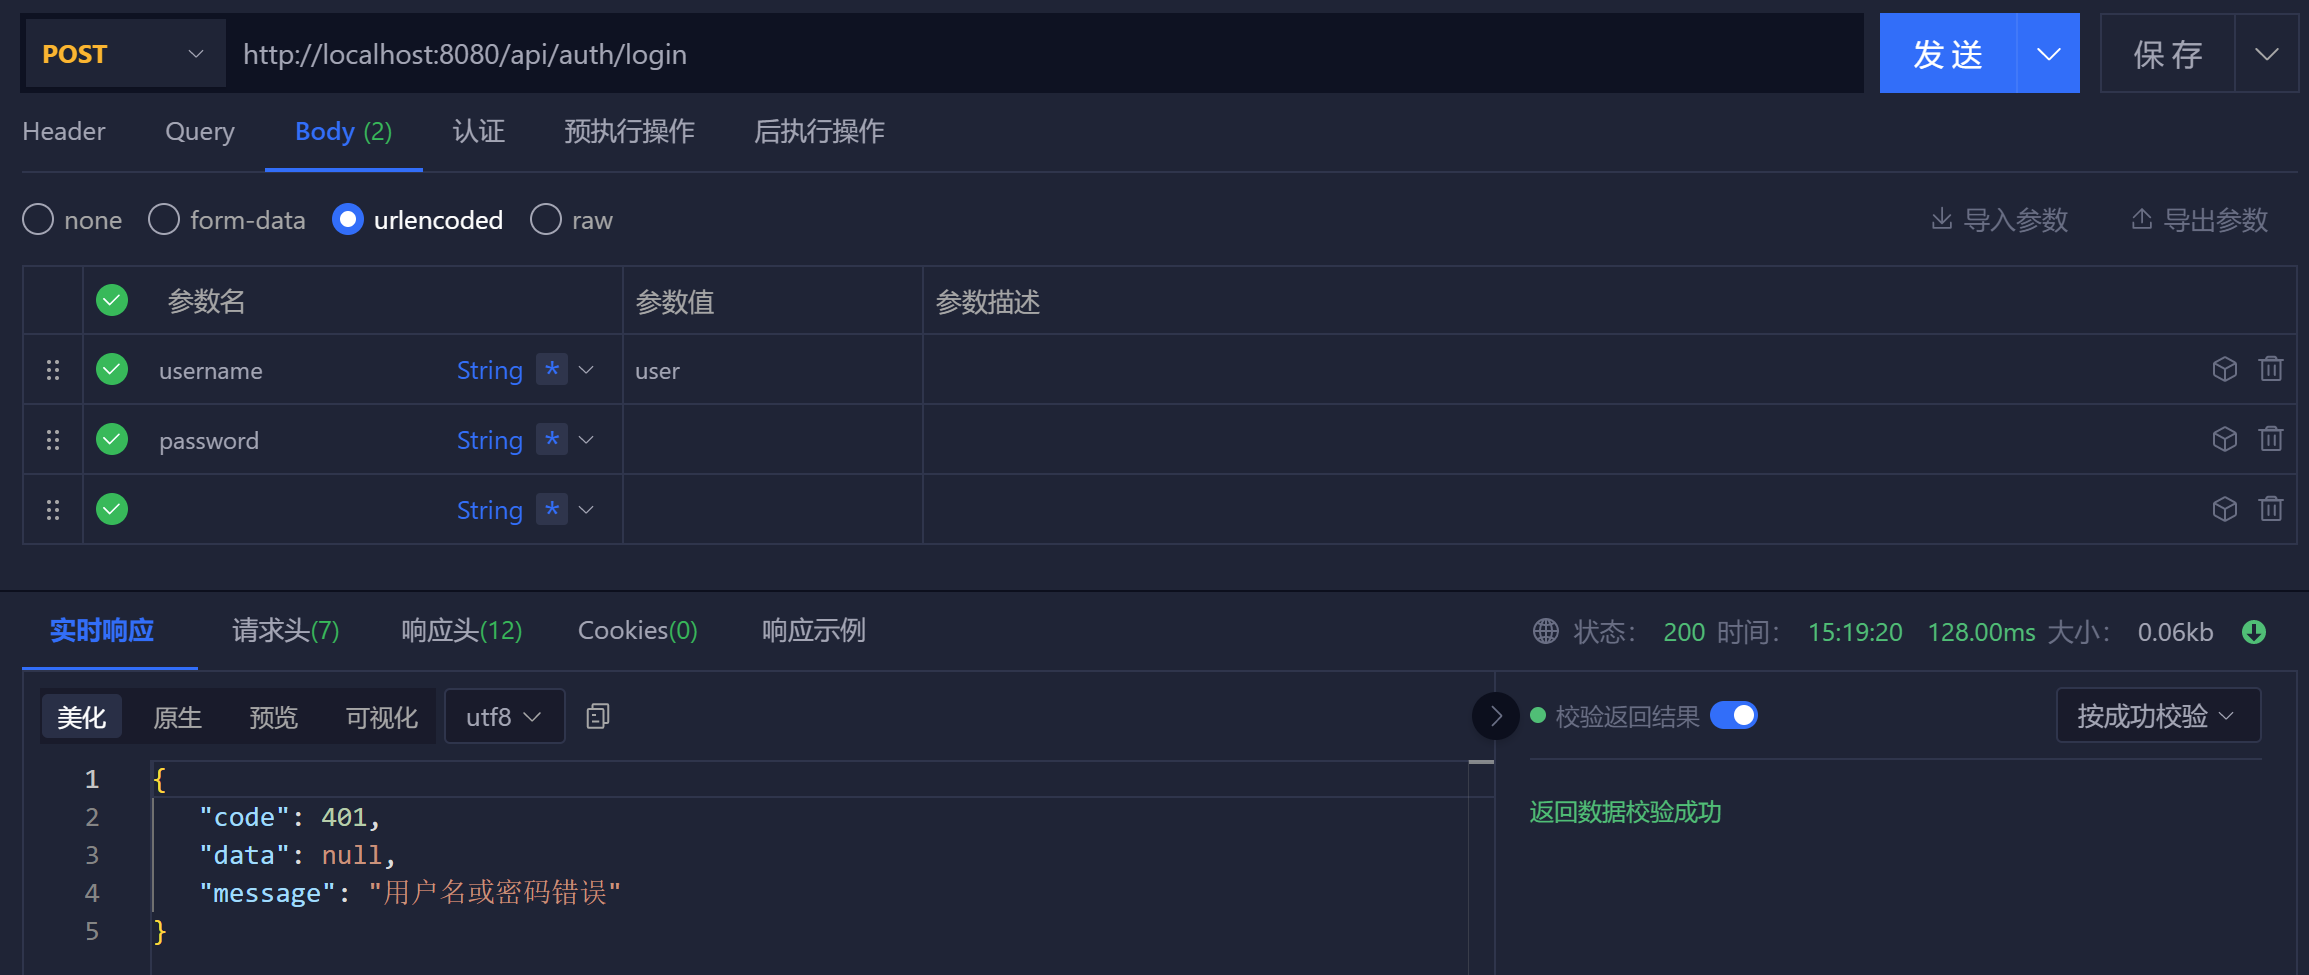 POST http://localhost:8080/api/auth/login 发送 保存
Header Query Body (2) 认证 预执行操作 后执行操作
none form-data urlencoded raw 导入参数 导出参数
参数名 参数值 参数描述
username String * user
password String *
String *
实时响应 请求头(7) 响应头(12) Cookies(0) 响应示例 状态: 200 时间: 15:19:20 128.00ms 大小: 0.06kb
美化 原生 预览 可视化 utf8 校验返回结果 按成功校验
1 {
2 "code": 401,
3 "data": null,
4 "message": "用户名或密码错误"
5 }
返回数据校验成功